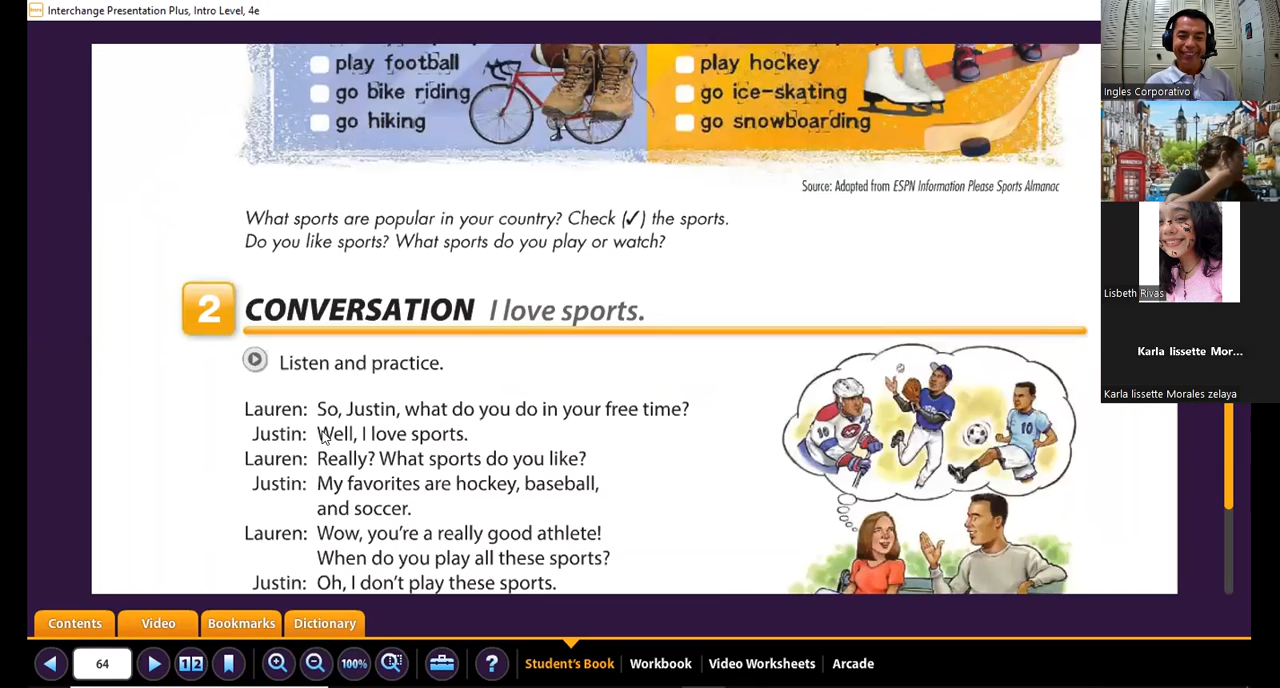 Interchange Presentation Plus, Intro Level, 4e
play football
go bike riding
go hiking
play hockey
go ice-skating
go snowboarding
Source: Adapted from ESPN Information Please Sports Almanac
What sports are popular in your country? Check (✓) the sports.
Do you like sports? What sports do you play or watch?
2 CONVERSATION I love sports.
Listen and practice.
Lauren: So, Justin, what do you do in your free time?
Justin: Well, I love sports.
Lauren: Really? What sports do you like?
Justin: My favorites are hockey, baseball,
and soccer.
Lauren: Wow, you're a really good athlete!
When do you play all these sports?
Justin: Oh, I don't play these sports.
10
Contents
Video
Bookmarks
Dictionary
64
12
100%
?
Student's Book
Workbook
Video Worksheets
Arcade
Ingles Corporativo
Lisbeth Rivas
Karla lissette Mor...
Karla lissette Morales zelaya